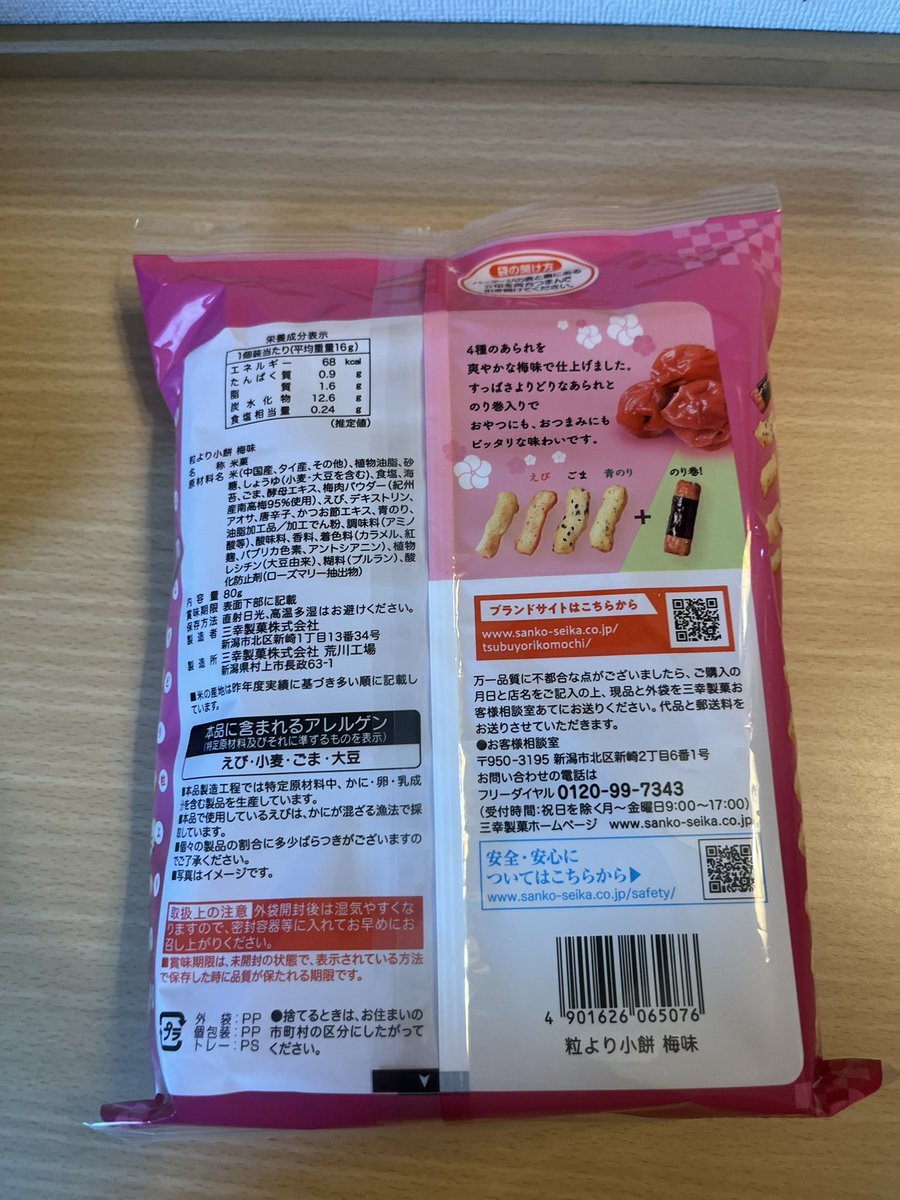 袋の開け方
パッケージの表と裏にある
▽印を両方つまんで
引き開けてください。
栄養成分表示
1個装当たり(平均重量16g)
エネルギー 68 kcal
たんぱく質 0.9 g
脂質 1.6 g
炭水化物 12.6 g
食塩相当量 0.24 g
(推定値)
粒より小餅 梅味
名称 米菓
原材料名 米(中国産、タイ産、その他)、植物油脂、砂
糖、しょうゆ(小麦・大豆を含む)、食塩、海
苔、ごま、酵母エキス、梅肉パウダー(紀州
産南高梅95%使用)、えび、デキストリン、
アオサ、唐辛子、かつお節エキス、青のり、
油脂加工品/加工でん粉、調味料(アミノ
酸等)、酸味料、香料、着色料(カラメル、紅
麹、パプリカ色素、アントシアニン)、植物
レシチン(大豆由来)、糊料(プルラン)、酸
化防止剤(ローズマリー抽出物)
内容量 80g
賞味期限 表面下部に記載
保存方法 直射日光、高温多湿はお避けください。
製造者 三幸製菓株式会社
新潟市北区新崎1丁目13番34号
製造所 三幸製菓株式会社 荒川工場
新潟県村上市長政63-1
■米の産地は昨年度実績に基づき多い順に記載し
ています。
本品に含まれるアレルゲン
(特定原材料及びそれに準ずるものを表示)
えび・小麦・ごま・大豆
■本品製造工程では特定原材料中、かに・卵・乳成
分を含む製品を生産しています。
■本品で使用しているえびは、かにが混ざる漁法で採
取しています。
■個々の製品の割合に多少ばらつきがございますの
でご了承ください。
■写真はイメージです。
取扱上の注意 外袋開封後は湿気やすくな
りますので、密封容器等に入れてお早めにお
召し上がりください。
■賞味期限は、未開封の状態で、表示されている方法
で保存した時に品質が保たれる期限です。
プラ
外袋:PP
個包装:PP
トレー:PS
●捨てるときは、お住まいの
市町村の区分にしたがって
ください。
4種のあられを
爽やかな梅味で仕上げました。
すっぱさよりどりなあられと
のり巻入りで
おやつにも、おつまみにも
ピッタリな味わいです。
えび ごま 青のり のり巻!
+
ブランドサイトはこちらから
www.sanko-seika.co.jp/
tsubuyorikomochi/
万一品質に不都合な点がございましたら、ご購入の
月日と店名をご記入の上、現品と外袋を三幸製菓お
客様相談室あてにお送りください。代品と郵送料を
お送りさせていただきます。
●お客様相談室
〒950-3195 新潟市北区新崎2丁目6番1号
お問い合わせの電話は
フリーダイヤル 0120-99-7343
(受付時間:祝日を除く月〜金曜日9:00〜17:00)
三幸製菓ホームページ www.sanko-seika.co.jp
安全・安心に
ついてはこちらから▶
www.sanko-seika.co.jp/safety/
4 901626 065076
粒より小餅 梅味